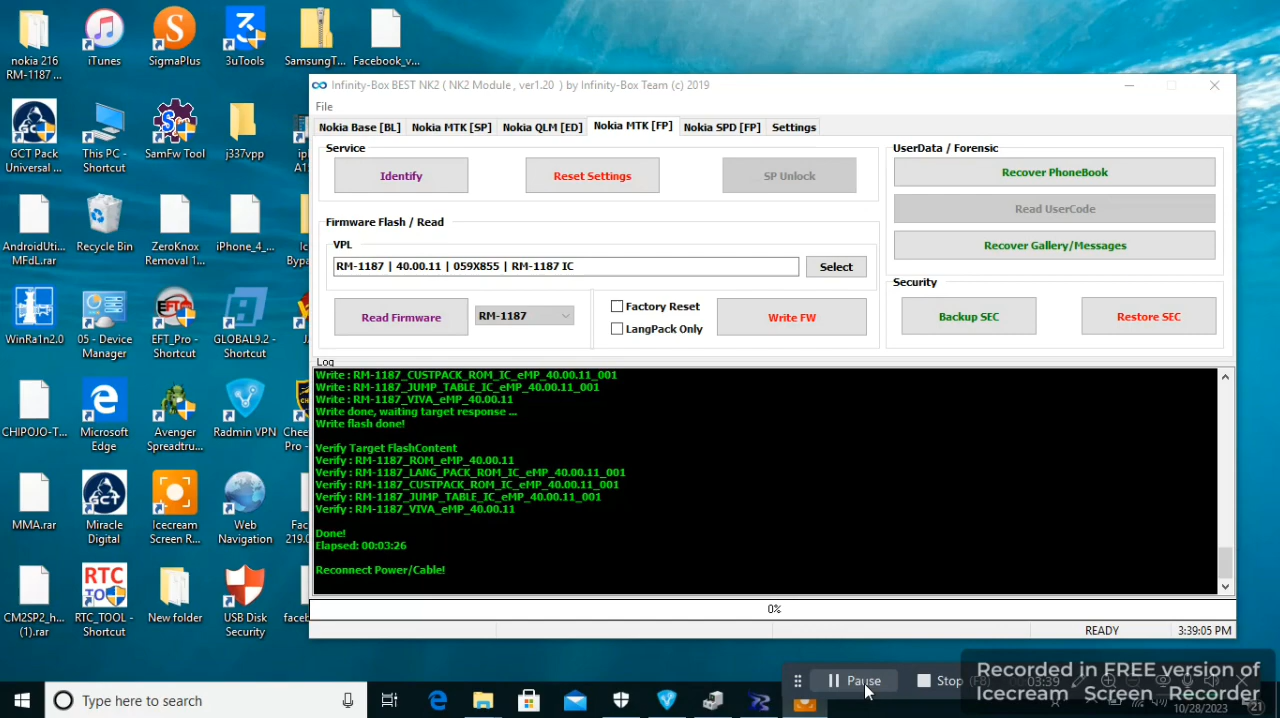 nokia 216
RM-1187 ...
iTunes
SigmaPlus
3uTools
SamsungT...
Facebook_v...
GCT Pack
Universal ...
This PC -
Shortcut
SamFw Tool
j337vpp
AndroidUti...
MFdL.rar
Recycle Bin
ZeroKnox
Removal 1...
iPhone_4_...
WinRa1n2.0
05 - Device
Manager
EFT_Pro -
Shortcut
GLOBAL9.2 -
Shortcut
CHIPOJO-T...
Microsoft
Edge
Avenger
Spreadtru...
Radmin VPN
MMA.rar
Miracle
Digital
Icecream
Screen R...
Web
Navigation
CM2SP2_h...
(1).rar
RTC_TOOL -
Shortcut
New folder
USB Disk
Security
Infinity-Box BEST NK2 ( NK2 Module , ver1.20 ) by Infinity-Box Team (c) 2019
File
Nokia Base [BL]
Nokia MTK [SP]
Nokia QLM [ED]
Nokia MTK [FP]
Nokia SPD [FP]
Settings
Service
Identify
Reset Settings
SP Unlock
Firmware Flash / Read
VPL
RM-1187 | 40.00.11 | 059X855 | RM-1187 IC
Select
Read Firmware
RM-1187
Factory Reset
LangPack Only
Write FW
UserData / Forensic
Recover PhoneBook
Read UserCode
Recover Gallery/Messages
Security
Backup SEC
Restore SEC
Log
Write : RM-1187_CUSTPACK_ROM_IC_eMP_40.00.11_001
Write : RM-1187_JUMP_TABLE_IC_eMP_40.00.11_001
Write : RM-1187_VIVA_eMP_40.00.11
Write done, waiting target response ...
Write flash done!
Verify Target FlashContent
Verify : RM-1187_ROM_eMP_40.00.11
Verify : RM-1187_LANG_PACK_ROM_IC_eMP_40.00.11_001
Verify : RM-1187_CUSTPACK_ROM_IC_eMP_40.00.11_001
Verify : RM-1187_JUMP_TABLE_IC_eMP_40.00.11_001
Verify : RM-1187_VIVA_eMP_40.00.11
Done!
Elapsed: 00:03:26
Reconnect Power/Cable!
0%
READY
3:39:05 PM
Pause
Stop (F8)
03:39
Recorded in FREE version of
Icecream Screen Recorder
Type here to search
10/28/2023
21